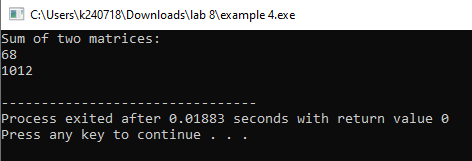 C:\Users\k240718\Downloads\lab 8\example 4.exe
Sum of two matrices:
68
1012
--------------------------------
Process exited after 0.01883 seconds with return value 0
Press any key to continue . . .